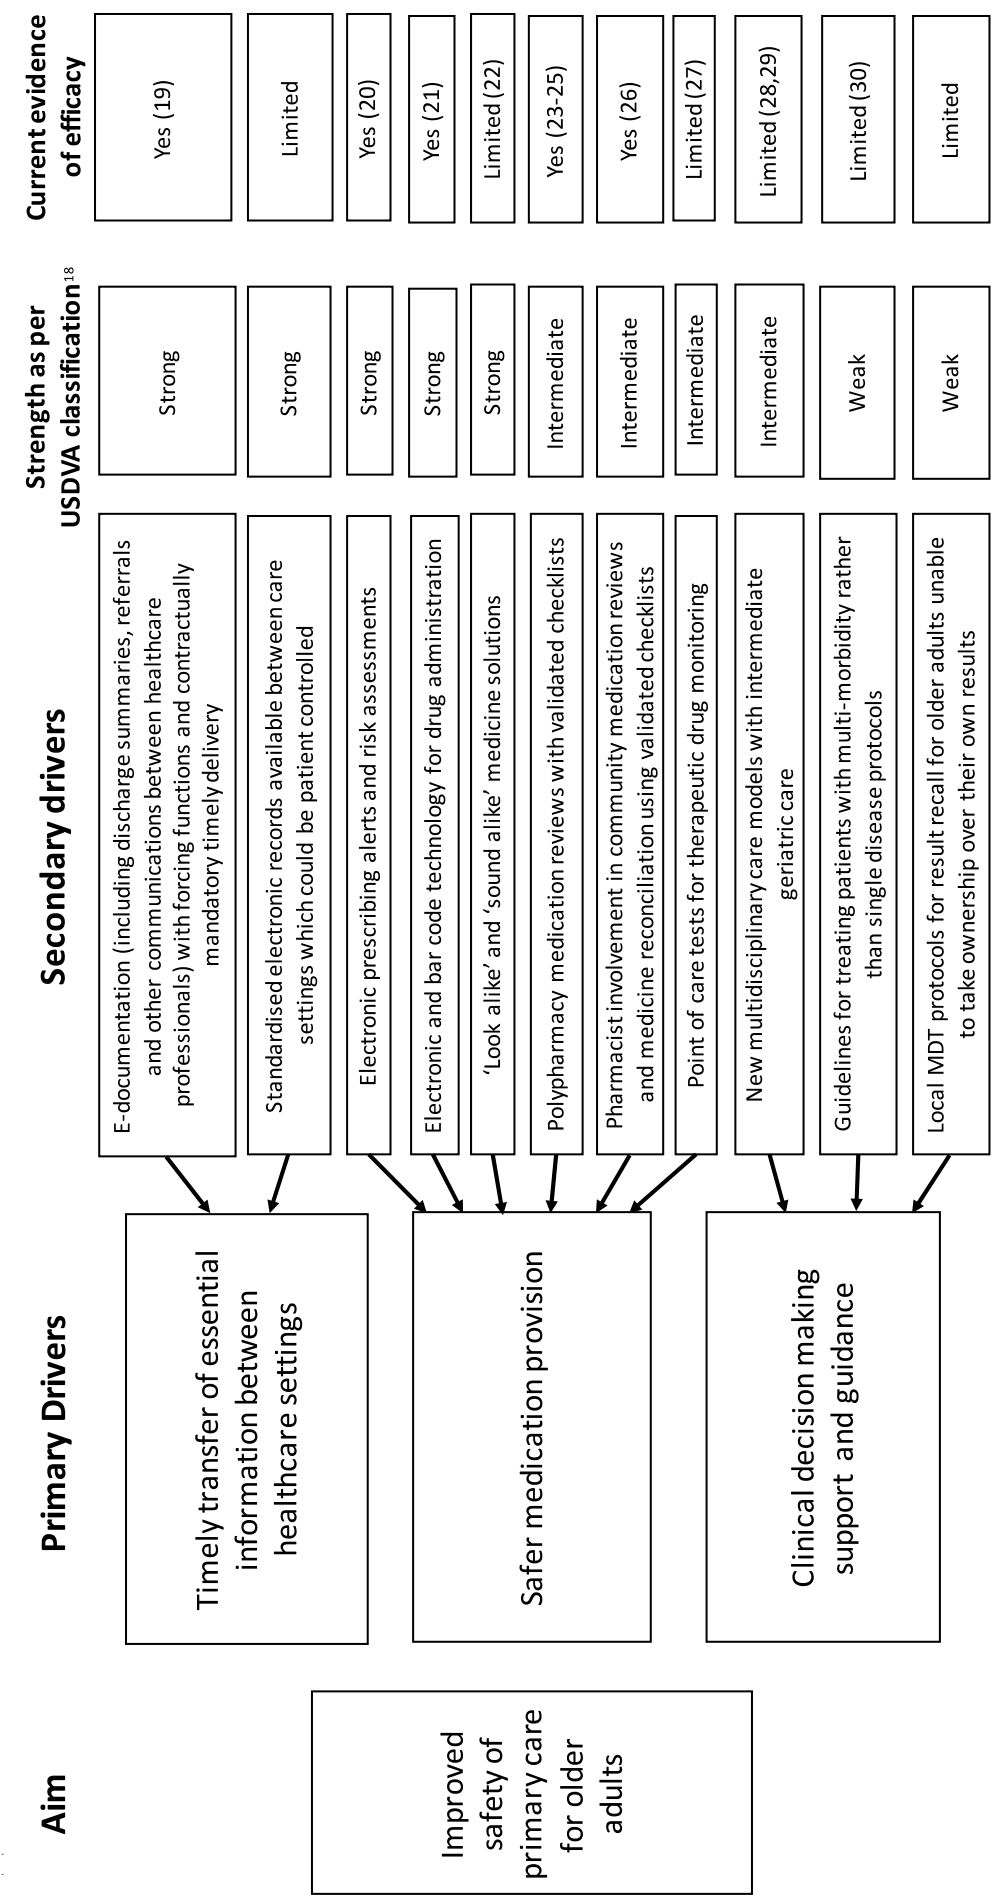 Aim
Primary Drivers
Secondary drivers
Strength as per
USDVA classification18
Current evidence
of efficacy
Improved
safety of
primary care
for older
adults
Timely transfer of essential
information between
healthcare settings
E-documentation (including discharge summaries, referrals
and other communications between healthcare
professionals) with forcing functions and contractually
mandatory timely delivery
Strong
Yes (19)
Standardised electronic records available between care
settings which could be patient controlled
Strong
Limited
Safer medication provision
Electronic prescribing alerts and risk assessments
Strong
Yes (20)
Electronic and bar code technology for drug administration
Strong
Yes (21)
‘Look alike’ and ‘sound alike’ medicine solutions
Strong
Limited (22)
Polypharmacy medication reviews with validated checklists
Intermediate
Yes (23-25)
Pharmacist involvement in community medication reviews
and medicine reconciliation using validated checklists
Intermediate
Yes (26)
Point of care tests for therapeutic drug monitoring
Intermediate
Limited (27)
Clinical decision making
support and guidance
New multidisciplinary care models with intermediate
geriatric care
Intermediate
Limited (28,29)
Guidelines for treating patients with multi-morbidity rather
than single disease protocols
Weak
Limited (30)
Local MDT protocols for result recall for older adults unable
to take ownership over their own results
Weak
Limited